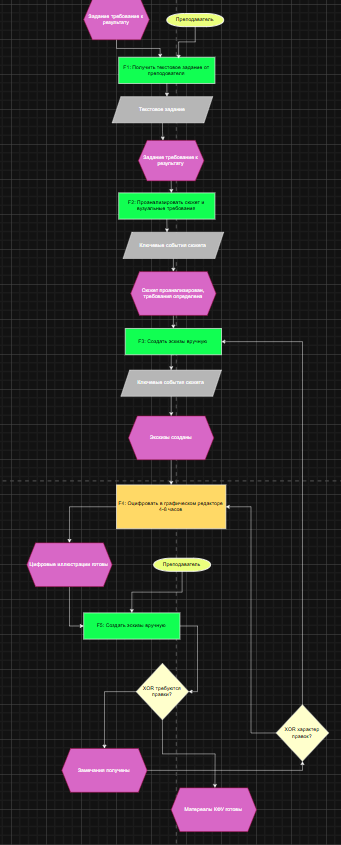 Задание требования к
результату
Преподаватель
F1: Получить текстовое задание от
преподавателя
Текстовое задание
Задание требования к
результату
F2: Проанализировать сюжет и
визуальные требования
Ключевые события сюжета
Сюжет проанализирован,
требования определена
F3: Создать эскизы вручную
Ключевые события сюжета
Эскизы созданы
F4: Оцифровать в графическом редакторе
4-8 часов
Цифровые иллюстрации готовы
Преподаватель
F5: Создать эскизы вручную
XOR требуются
правки?
XOR характер
правок?
Замечания получены
Материалы КФУ готовы